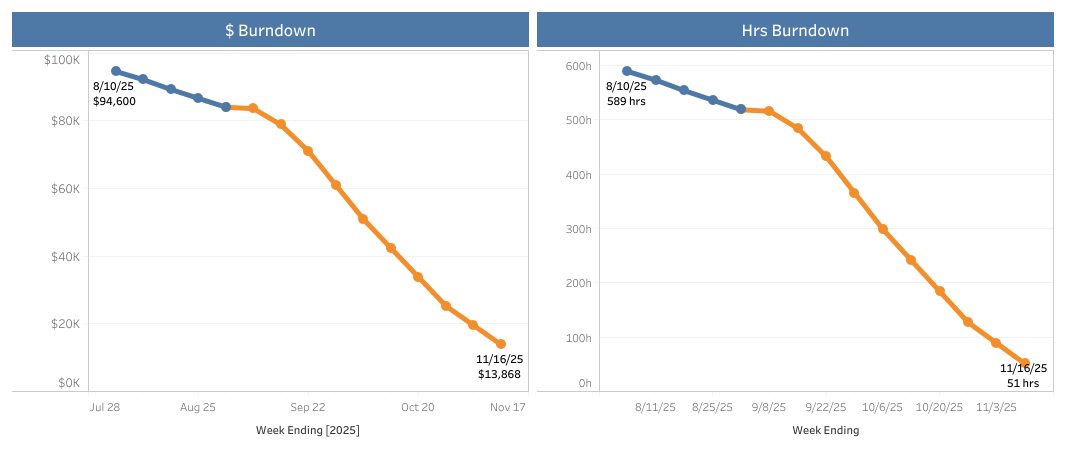 $ Burndown
$100K
$80K
$60K
$40K
$20K
$0K
8/10/25
$94,600
11/16/25
$13,868
Jul 28 Aug 25 Sep 22 Oct 20 Nov 17
Week Ending [2025]
Hrs Burndown
600h
500h
400h
300h
200h
100h
0h
8/10/25
589 hrs
11/16/25
51 hrs
8/11/25 8/25/25 9/8/25 9/22/25 10/6/25 10/20/25 11/3/25
Week Ending